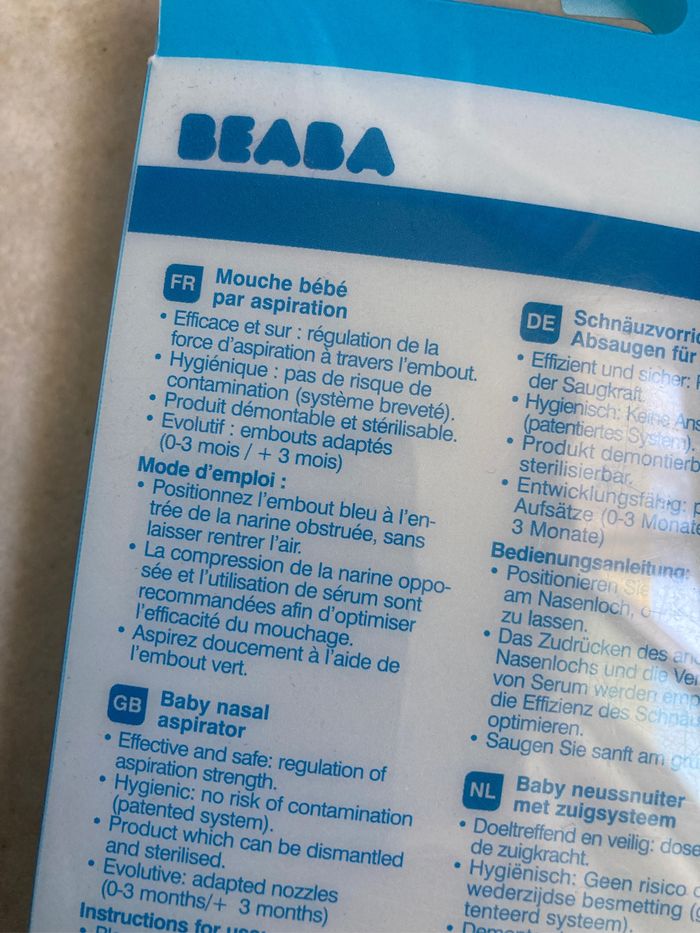 BEABA
FR Mouche bébé
par aspiration
• Efficace et sur : régulation de la
force d'aspiration à travers l'embout.
• Hygiénique : pas de risque de
contamination (système breveté).
• Produit démontable et stérilisable.
• Evolutif : embouts adaptés
(0-3 mois / + 3 mois)
Mode d'emploi :
• Positionnez l'embout bleu à l'en-
trée de la narine obstruée, sans
laisser rentrer l'air.
• La compression de la narine oppo-
sée et l'utilisation de sérum sont
recommandées afin d'optimiser
l'efficacité du mouchage.
• Aspirez doucement à l'aide de
l'embout vert.
GB Baby nasal
aspirator
• Effective and safe: regulation of
aspiration strength.
• Hygienic: no risk of contamination
(patented system).
• Product which can be dismantled
and sterilised.
• Evolutive: adapted nozzles
(0-3 months/+ 3 months)
Instructions for
DE
Absaugen für
• Effizient und sicher:
der Saugkraft.
• Hygienisch: Keine
(patentiertes System).
• Produkt
sterilisierbar.
• Entwicklungsfähig:
Aufsätze (0-3
3 Monate)
Bedienungsanleitung:
• Positionieren Sie
am Nasenloch,
zu lassen.
• Das Zudrücken des
Nasenlochs und die
von Serum werden
die Effizienz des
optimieren.
• Saugen Sie sanft am
NL Baby neussnuiter
met zuigsysteem
• Doeltreffend en veilig:
de zuigkracht.
• Hygiënisch: Geen risico
wederzijdse besmetting
tenteerd systeem).